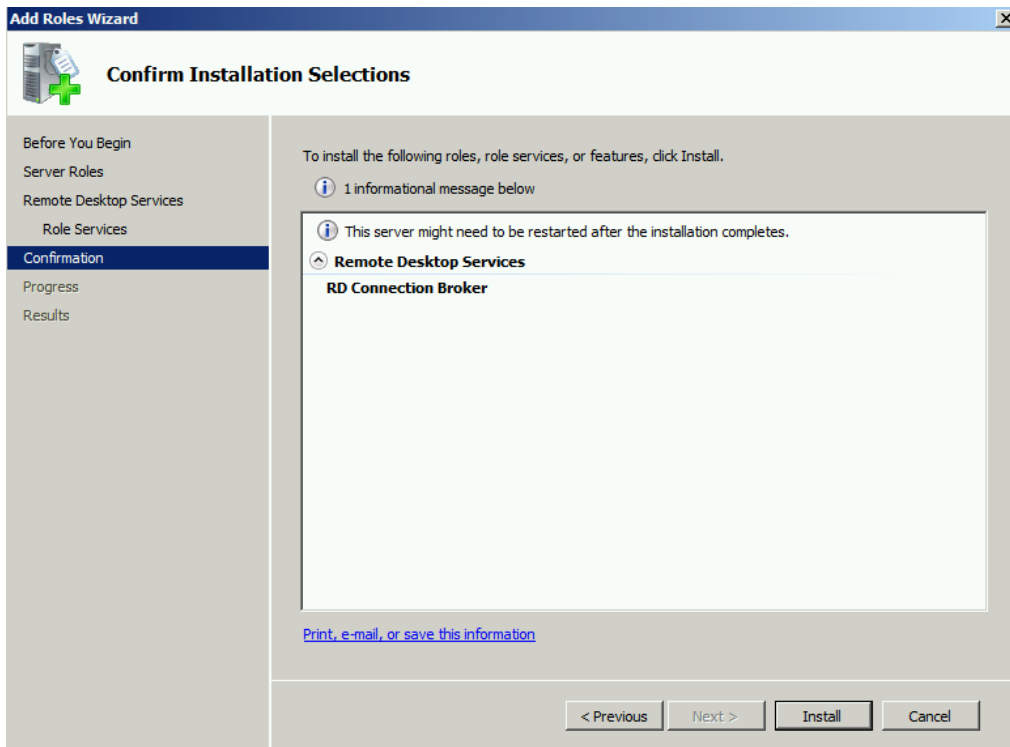 Add Roles Wizard
Confirm Installation Selections
Before You Begin
Server Roles
Remote Desktop Services
Role Services
Confirmation
Progress
Results
To install the following roles, role services, or features, click Install.
1 informational message below
This server might need to be restarted after the installation completes.
Remote Desktop Services
RD Connection Broker
Print, e-mail, or save this information
< Previous
Next >
Install
Cancel